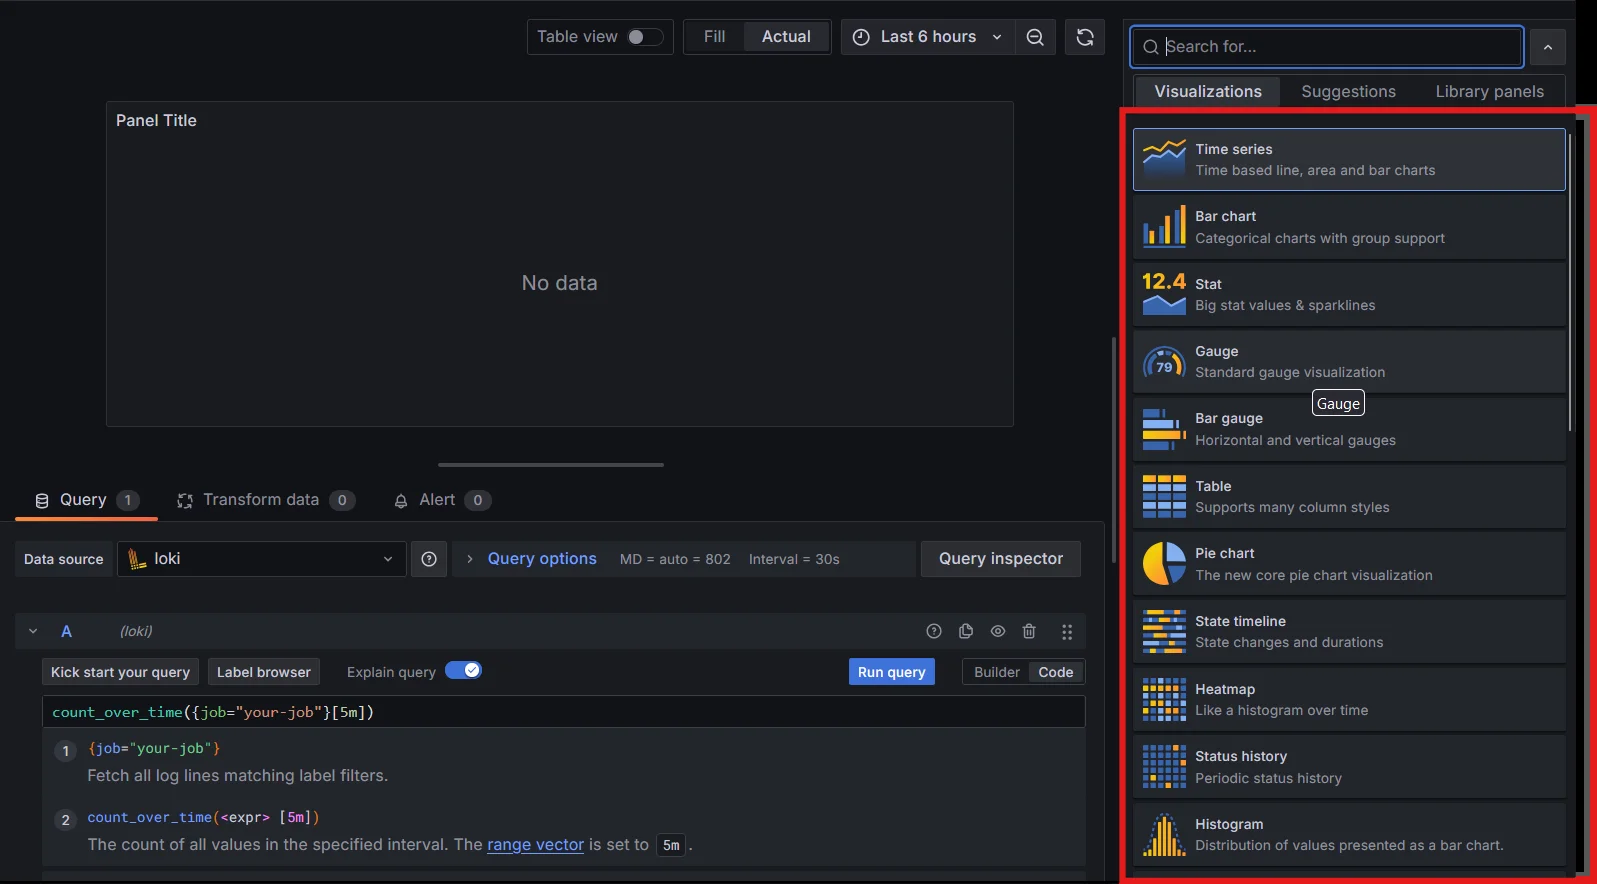 Table view
Fill Actual
Last 6 hours
Search for...
Visualizations Suggestions Library panels
Panel Title
No data
Time series
Time based line, area and bar charts
Bar chart
Categorical charts with group support
12.4
Stat
Big stat values & sparklines
79
Gauge
Standard gauge visualization
Gauge
Bar gauge
Horizontal and vertical gauges
Table
Supports many column styles
Pie chart
The new core pie chart visualization
State timeline
State changes and durations
Heatmap
Like a histogram over time
Status history
Periodic status history
Histogram
Distribution of values presented as a bar chart.
Query 1 Transform data 0 Alert 0
Data source loki Query options MD = auto = 802 Interval = 30s Query inspector
A (loki)
Kick start your query Label browser Explain query Run query Builder Code
count_over_time({job="your-job"}[5m])
1 {job="your-job"}
Fetch all log lines matching label filters.
2 count_over_time(<expr> [5m])
The count of all values in the specified interval. The range vector is set to 5m .